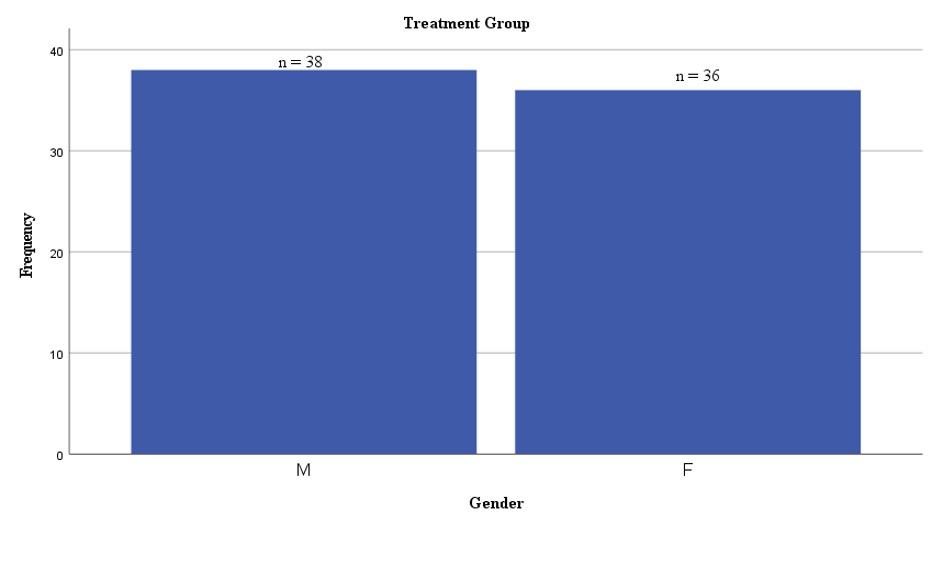 Treatment Group
40
n = 38
n = 36
30
Frequency
20
10
0
M F
Gender